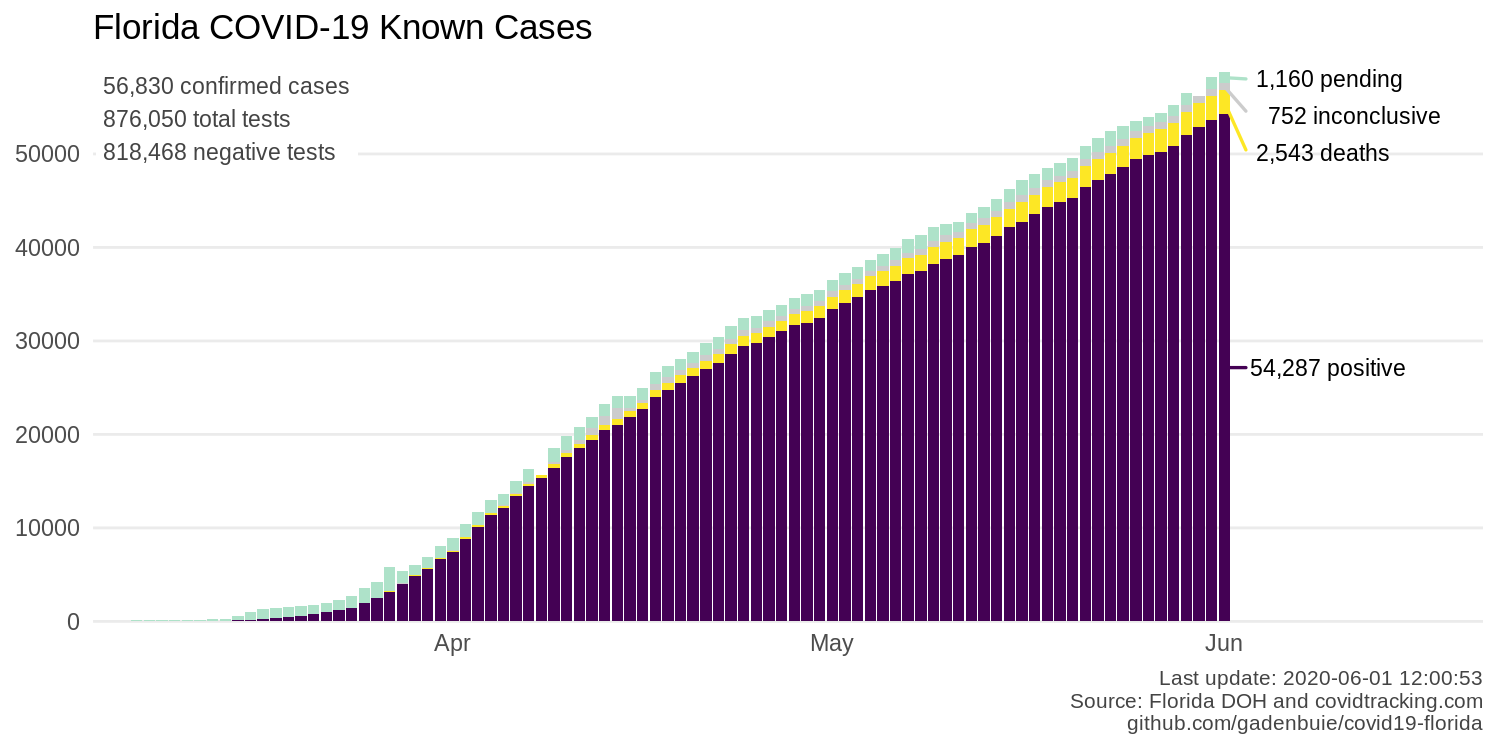 Florida COVID-19 Known Cases
56,830 confirmed cases
876,050 total tests
818,468 negative tests
1,160 pending
752 inconclusive
2,543 deaths
54,287 positive
50000
40000
30000
20000
10000
0
Apr
May
Jun
Last update: 2020-06-01 12:00:53
Source: Florida DOH and covidtracking.com
github.com/gadenbuie/covid19-florida